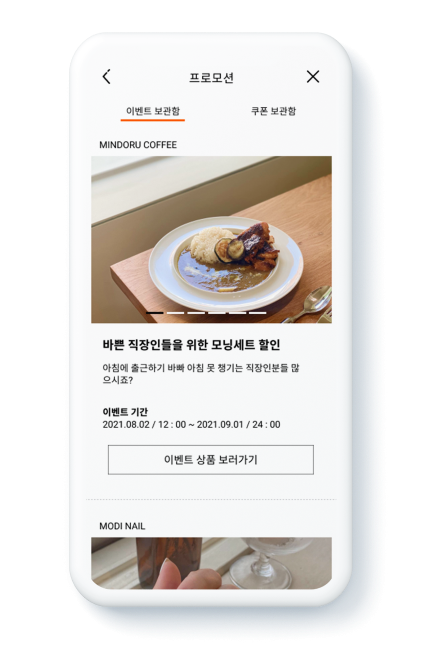 프로모션
이벤트 보관함
쿠폰 보관함
MINDORU COFFEE
바쁜 직장인들을 위한 모닝세트 할인
아침에 출근하기 바빠 아침 못 챙기는 직장인분들 많
으시죠?
이벤트 기간
2021.08.02 / 12 : 00 ~ 2021.09.01 / 24 : 00
이벤트 상품 보러가기
MODI NAIL